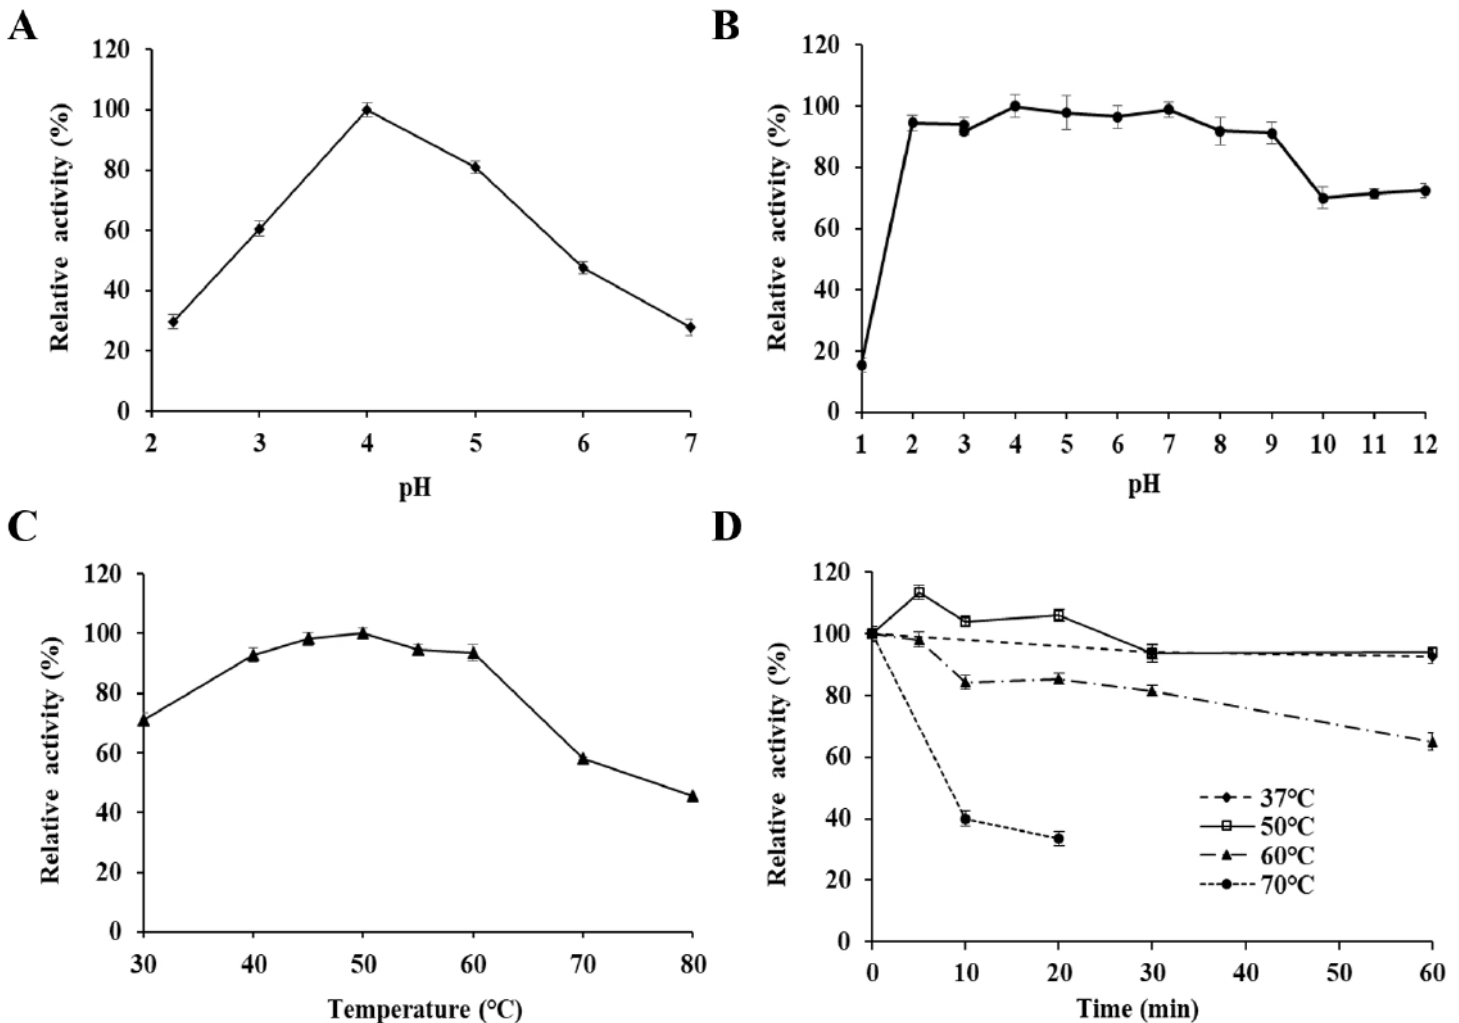 A
120
100
80
60
40
20
0
Relative activity (%)
2 3 4 5 6 7
pH
B
120
100
80
60
40
20
0
Relative activity (%)
1 2 3 4 5 6 7 8 9 10 11 12
pH
C
120
100
80
60
40
20
0
Relative activity (%)
30 40 50 60 70 80
Temperature (°C)
D
120
100
80
60
40
20
0
Relative activity (%)
37°C
50°C
60°C
70°C
0 10 20 30 40 50 60
Time (min)